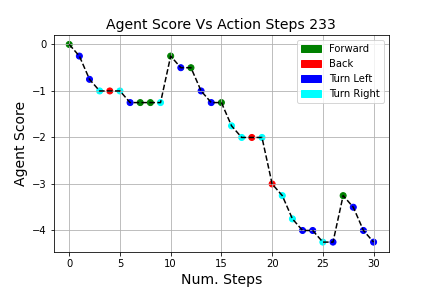 Agent Score Vs Action Steps 233
Forward
Back
Turn Left
Turn Right
Agent Score
0
−1
−2
−3
−4
0 5 10 15 20 25 30
Num. Steps